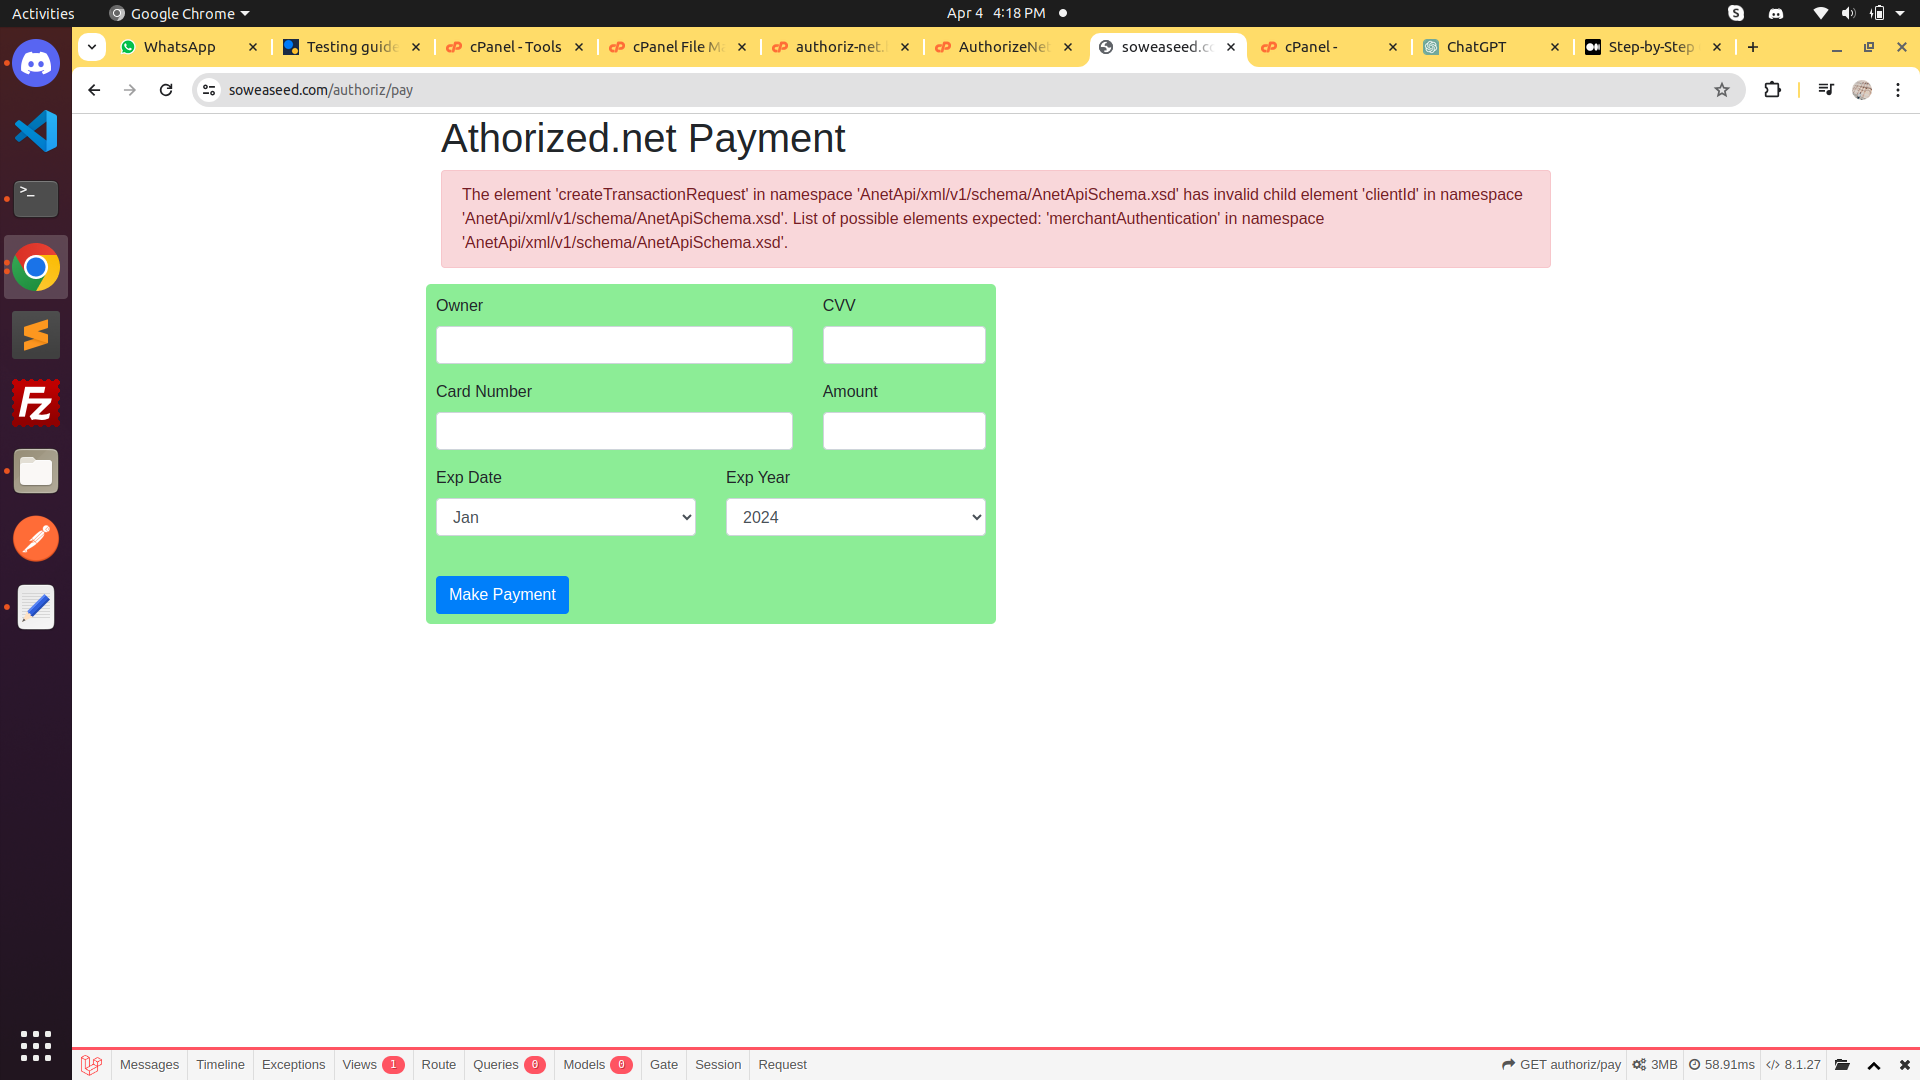 Activities
Google Chrome
Apr 4 4:18 PM
WhatsApp
Testing guide
cPanel - Tools
cPanel File Ma
authoriz-net.
AuthorizeNet
soweaseed.co
cPanel -
ChatGPT
Step-by-Step
soweaseed.com/authoriz/pay
Athorized.net Payment
The element 'createTransactionRequest' in namespace 'AnetApi/xml/v1/schema/AnetApiSchema.xsd' has invalid child element 'clientId' in namespace
'AnetApi/xml/v1/schema/AnetApiSchema.xsd'. List of possible elements expected: 'merchantAuthentication' in namespace
'AnetApi/xml/v1/schema/AnetApiSchema.xsd'.
Owner
CVV
Card Number
Amount
Exp Date
Exp Year
Jan
2024
Make Payment
Messages
Timeline
Exceptions
Views 1
Route
Queries 0
Models 0
Gate
Session
Request
GET authoriz/pay
3MB
58.91ms
8.1.27